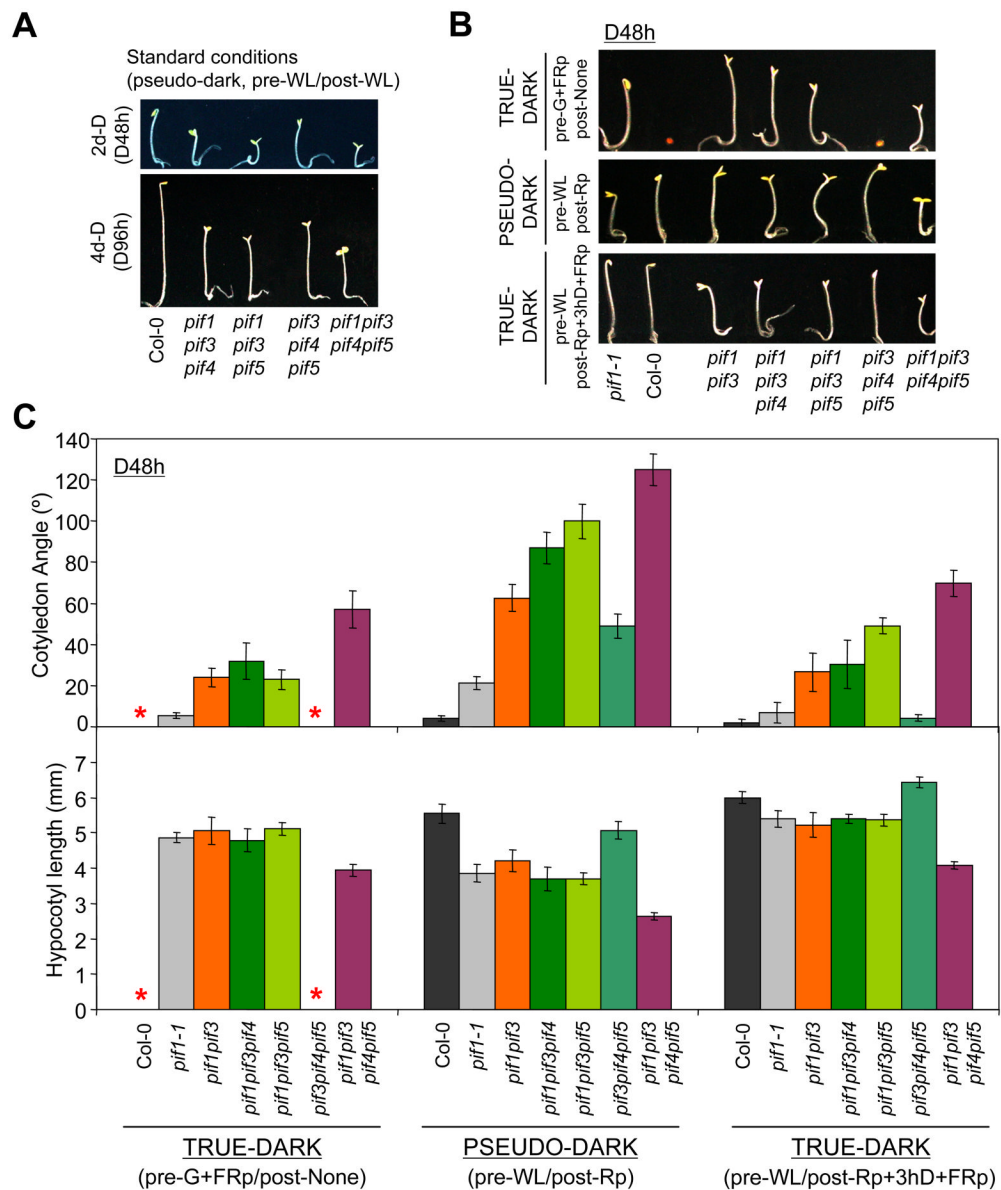 A
Standard conditions
(pseudo-dark, pre-WL/post-WL)
2d-D
(D48h)
4d-D
(D96h)
Col-0
pif1
pif3
pif4
pif1
pif3
pif5
pif3
pif4
pif5
pif1pif3
pif4pif5
B
D48h
TRUE-
DARK
pre-G+FRp
post-None
PSEUDO-
DARK
pre-WL
post-Rp
TRUE-
DARK
pre-WL
post-Rp+3hD+FRp
pif1-1
Col-0
pif1
pif3
pif1
pif3
pif4
pif1
pif3
pif5
pif3
pif4
pif5
pif1pif3
pif4pif5
C
D48h
Cotyledon Angle (º)
140
120
100
80
60
40
20
0
* *
Hypocotyl length (mm)
7
6
5
4
3
2
1
0
* *
Col-0
pif1-1
pif1pif3
pif1pif3pif4
pif1pif3pif5
pif3pif4pif5
pif1pif3
pif4pif5
Col-0
pif1-1
pif1pif3
pif1pif3pif4
pif1pif3pif5
pif3pif4pif5
pif1pif3
pif4pif5
Col-0
pif1-1
pif1pif3
pif1pif3pif4
pif1pif3pif5
pif3pif4pif5
pif1pif3
pif4pif5
TRUE-DARK
(pre-G+FRp/post-None)
PSEUDO-DARK
(pre-WL/post-Rp)
TRUE-DARK
(pre-WL/post-Rp+3hD+FRp)